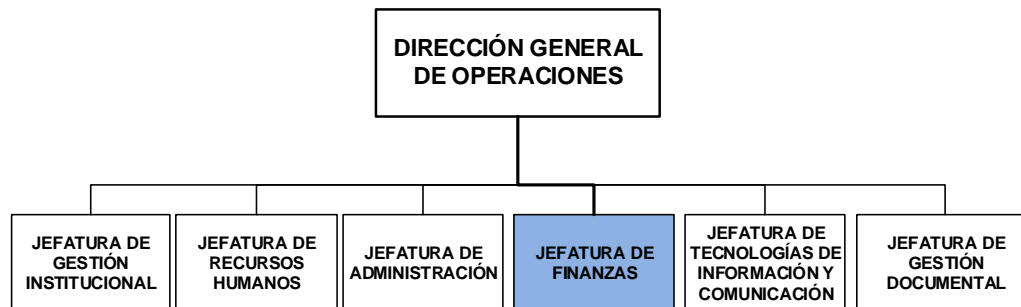 DIRECCIÓN GENERAL
DE OPERACIONES
JEFATURA DE
GESTIÓN
INSTITUCIONAL
JEFATURA DE
RECURSOS
HUMANOS
JEFATURA DE
ADMINISTRACIÓN
JEFATURA DE
FINANZAS
JEFATURA DE
TECNOLOGÍAS DE
INFORMACIÓN Y
COMUNICACIÓN
JEFATURA DE
GESTIÓN
DOCUMENTAL